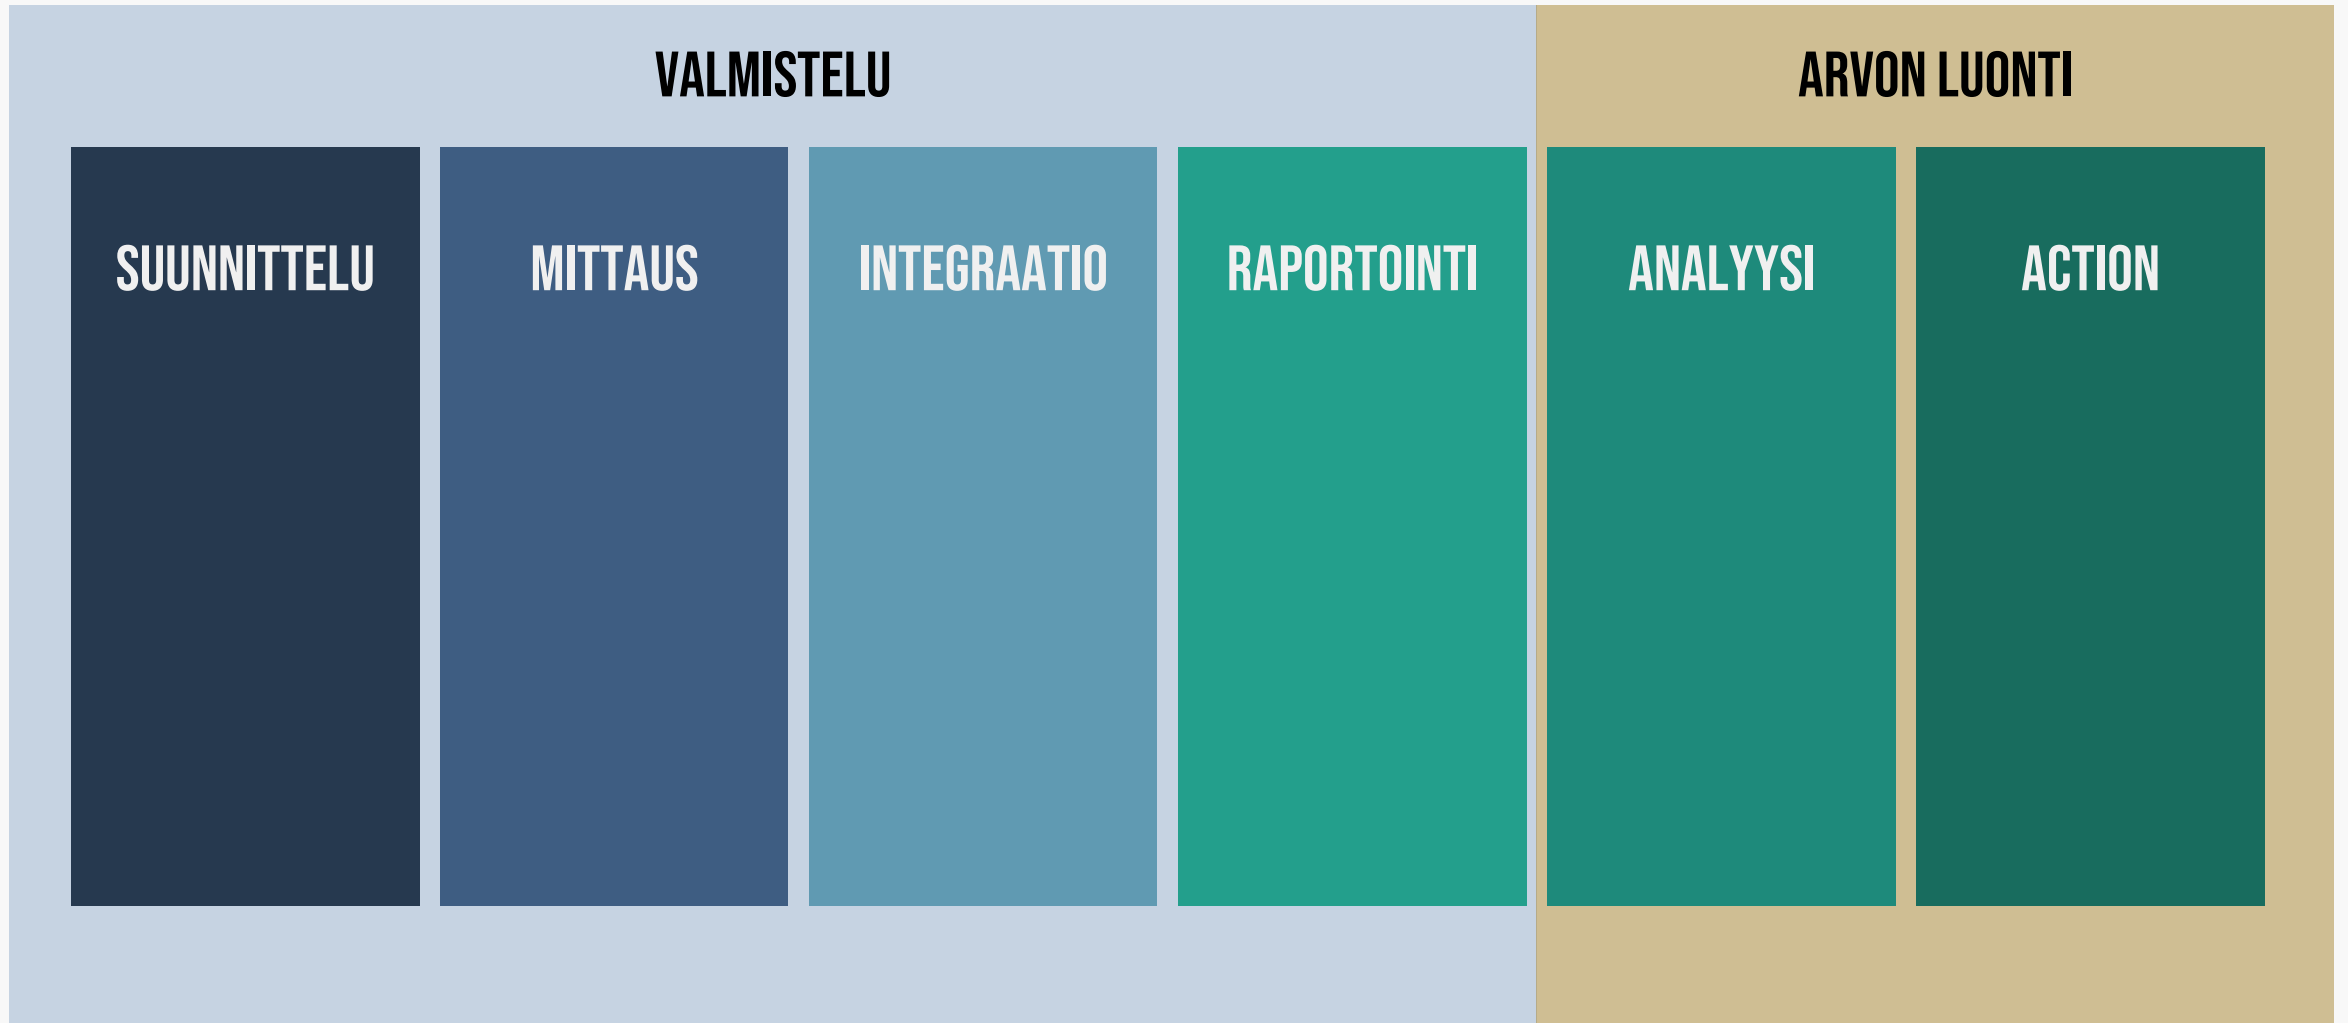 VALMISTELU
ARVON LUONTI
SUUNNITTELU
MITTAUS
INTEGRAATIO
RAPORTOINTI
ANALYYSI
ACTION